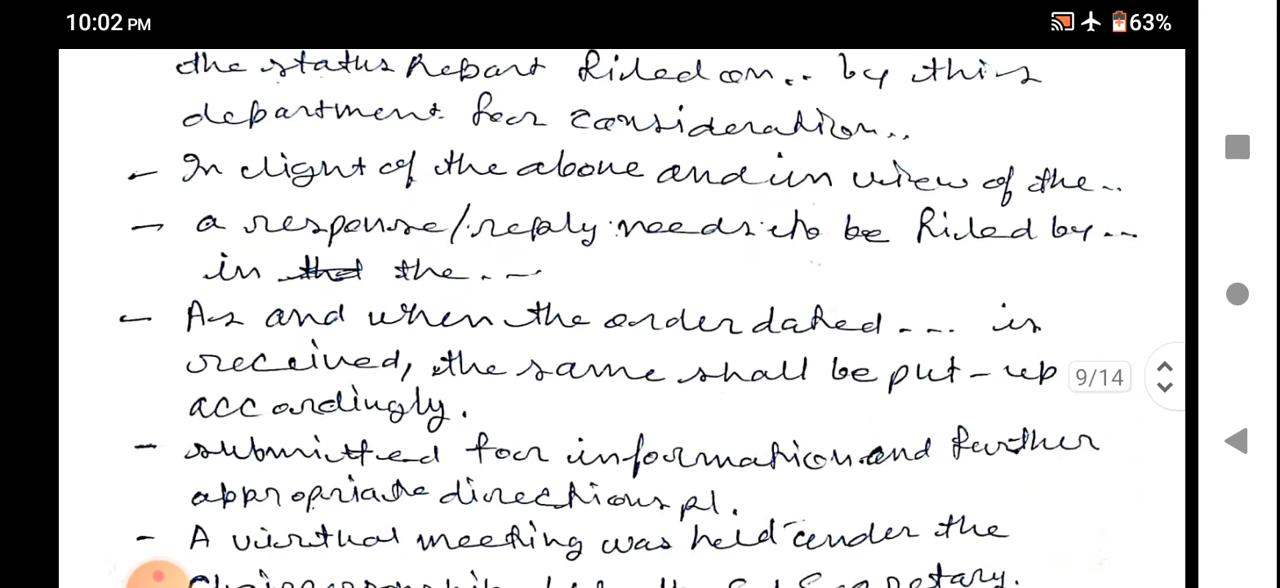 10:02 PM
63%
the status Report filed on.. by this
department for consideration..
- In light of the above and in view of the..
- a response/reply needs to be filed by...
in that the...
- As and when the order dated.... is
received, the same shall be put-up
9/14
accordingly.
- submitted for information and further
appropriate directions pl.
- A virtual meeting was held under the
Secretary.